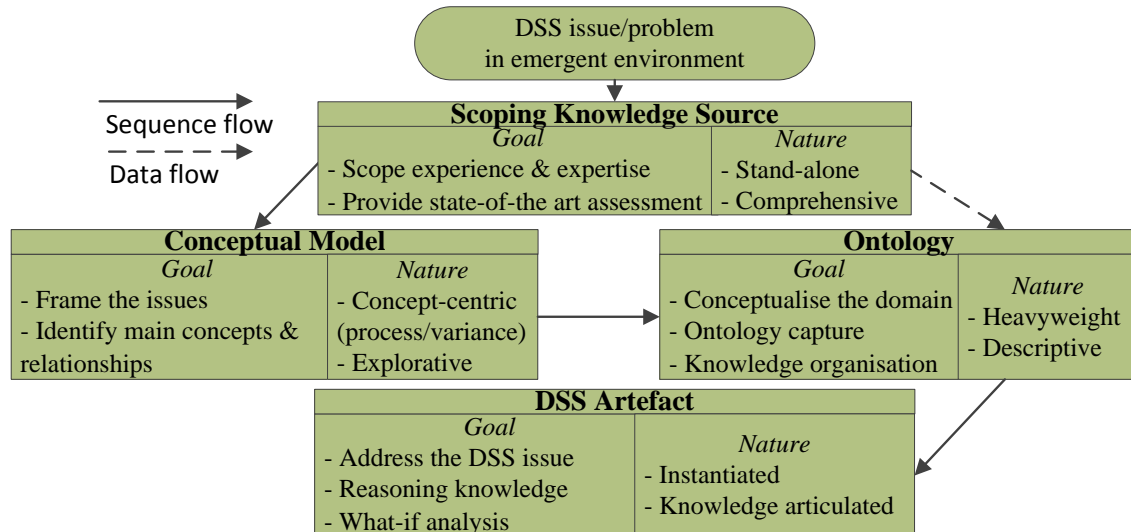 DSS issue/problem
in emergent environment
Sequence flow
Data flow
Scoping Knowledge Source
Goal
- Scope experience & expertise
- Provide state-of-the art assessment
Nature
- Stand-alone
- Comprehensive
Conceptual Model
Goal
- Frame the issues
- Identify main concepts &
relationships
Nature
- Concept-centric
(process/variance)
- Explorative
Ontology
Goal
- Conceptualise the domain
- Ontology capture
- Knowledge organisation
Nature
- Heavyweight
- Descriptive
DSS Artefact
Goal
- Address the DSS issue
- Reasoning knowledge
- What-if analysis
Nature
- Instantiated
- Knowledge articulated